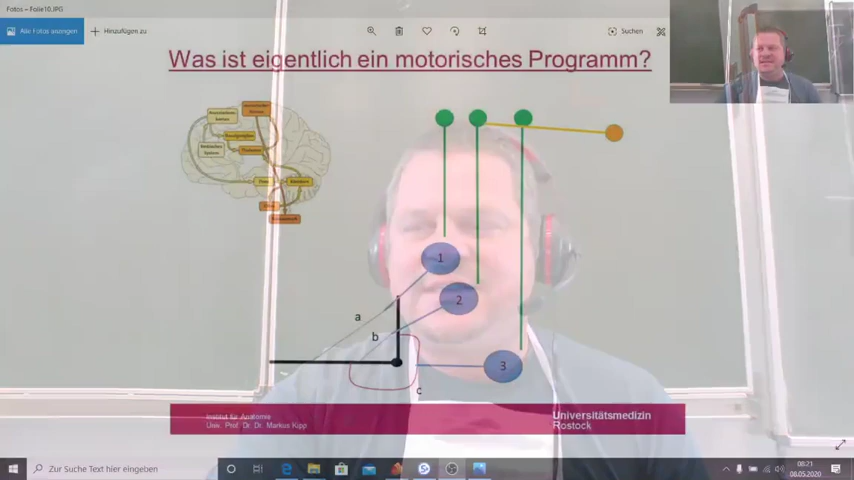 Fotos – Folie10.JPG
Alle Fotos anzeigen
Hinzufügen zu
Suchen
Was ist eigentlich ein motorisches Programm?
1
2
3
a
b
c
Institut für Anatomie
Univ. Prof. Dr. Dr. Markus Kipp
Universitätsmedizin
Rostock
Zur Suche Text hier eingeben
08:21
08.05.2020